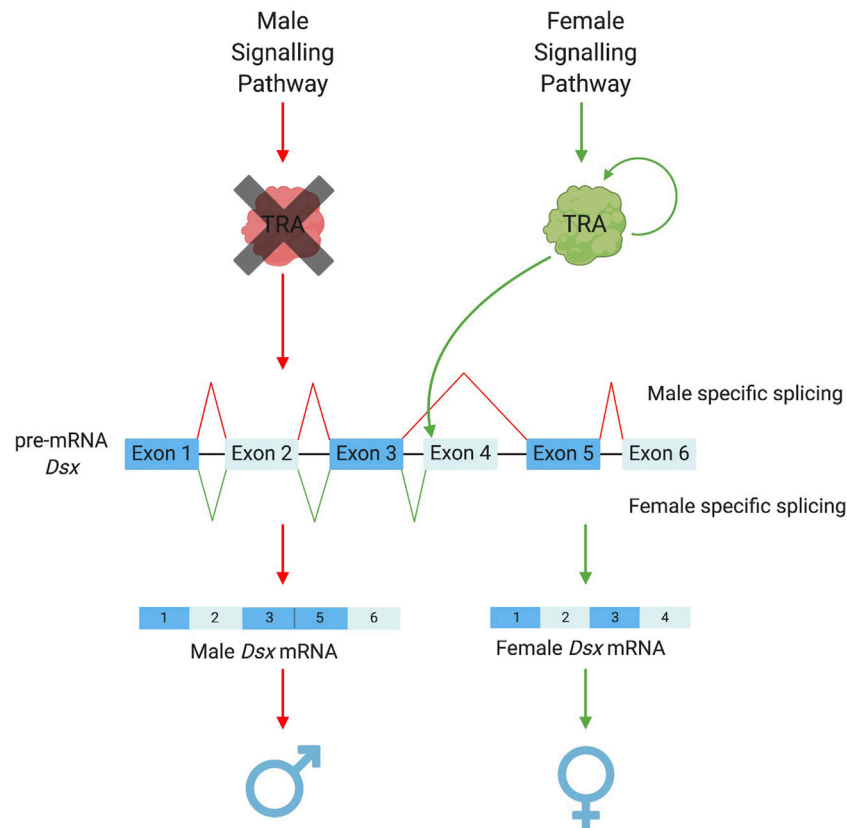 Male
Signalling
Pathway
Female
Signalling
Pathway
TRA
TRA
Male specific splicing
pre-mRNA
Dsx
Exon 1
Exon 2
Exon 3
Exon 4
Exon 5
Exon 6
Female specific splicing
1 2 3 5 6
1 2 3 4
Male Dsx mRNA
Female Dsx mRNA